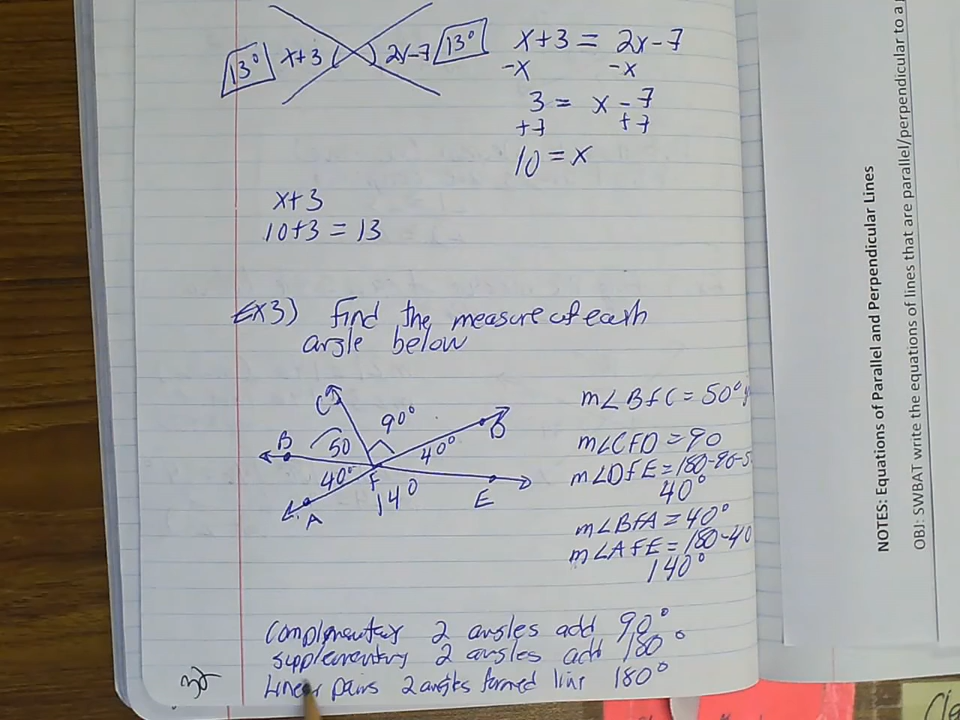 13° x+3 2x-7 13°
x+3 = 2x-7
-x -x
3 = x-7
+7 +7
10 = x
x+3
10+3 = 13
Ex3) Find the measure of each
angle below
C 90° D
B 50 40°
40° F 140 E
A
m∠BFC = 50°
m∠CFD = 90
m∠DFE = 180-90-5
40°
m∠BFA = 40°
m∠AFE = 180-40
140°
complementary 2 angles add 90°
supplementary 2 angles add 180°
Linear pairs 2 angles formed line 180°
NOTES: Equations of Parallel and Perpendicular Lines
OBJ: SWBAT write the equations of lines that are parallel/perpendicular to a